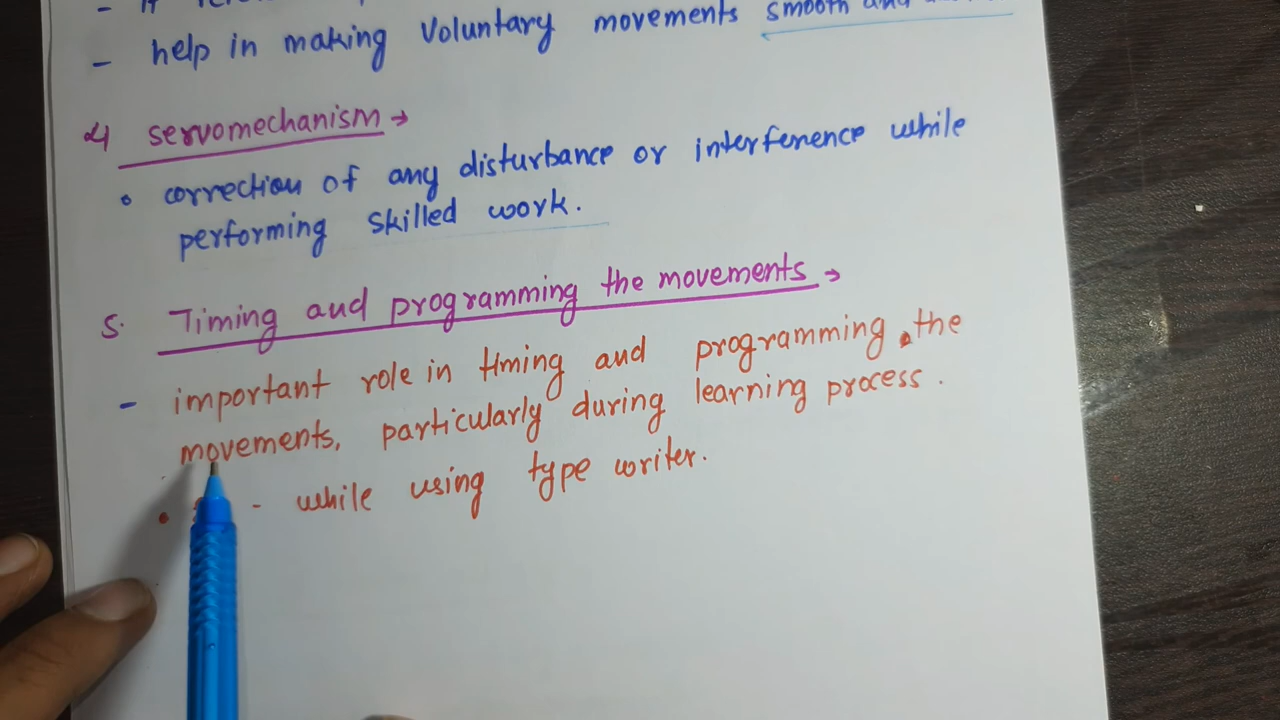 - help in making Voluntary movements smooth and
4) servomechanism →
• correction of any disturbance or interference while
performing skilled work.
5. Timing and programming the movements →
- important role in timing and programming the
movements, particularly during learning process.
• - while using type writer.